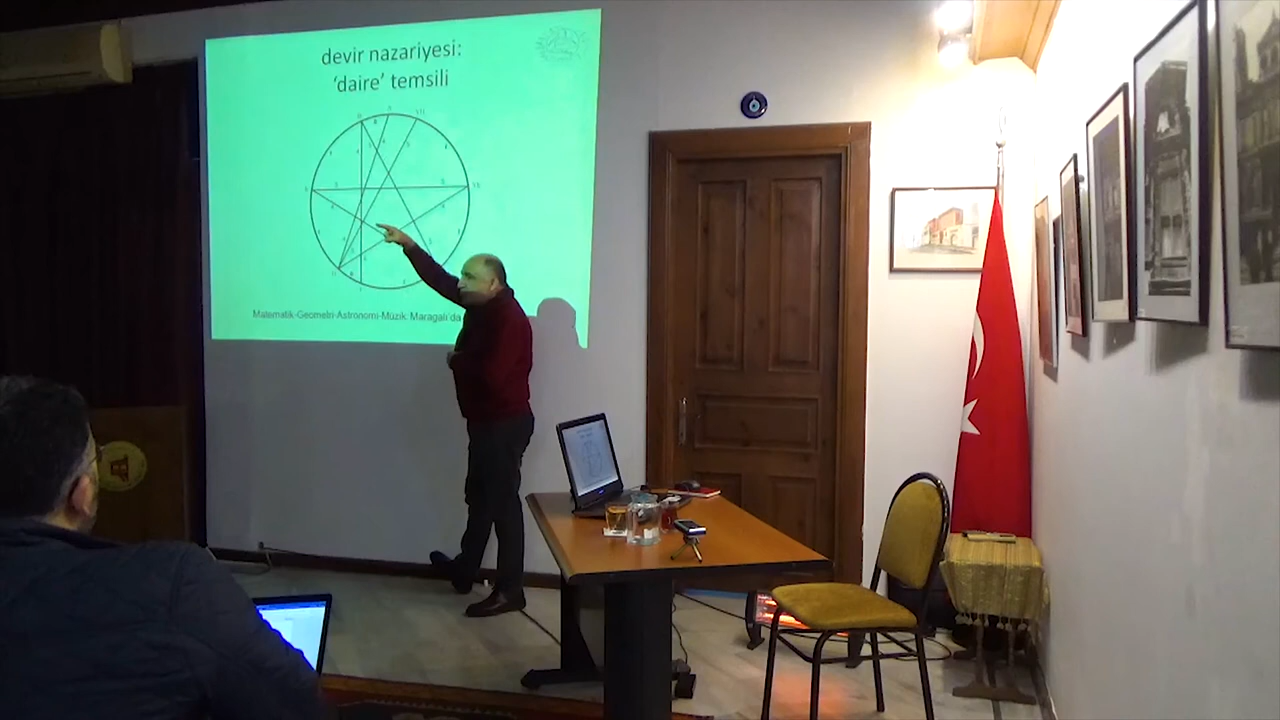 devir nazariyesi:
'daire' temsili
Matematik-Geometri-Astronomi-Müzik: Maragalı'da